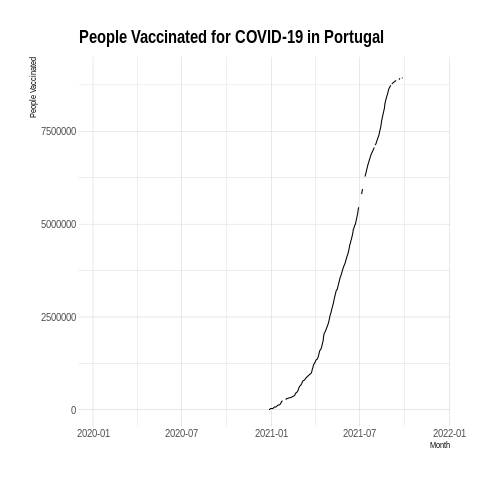 People Vaccinated for COVID-19 in Portugal
People Vaccinated
7500000
5000000
2500000
0
2020-01 2020-07 2021-01 2021-07 2022-01
Month